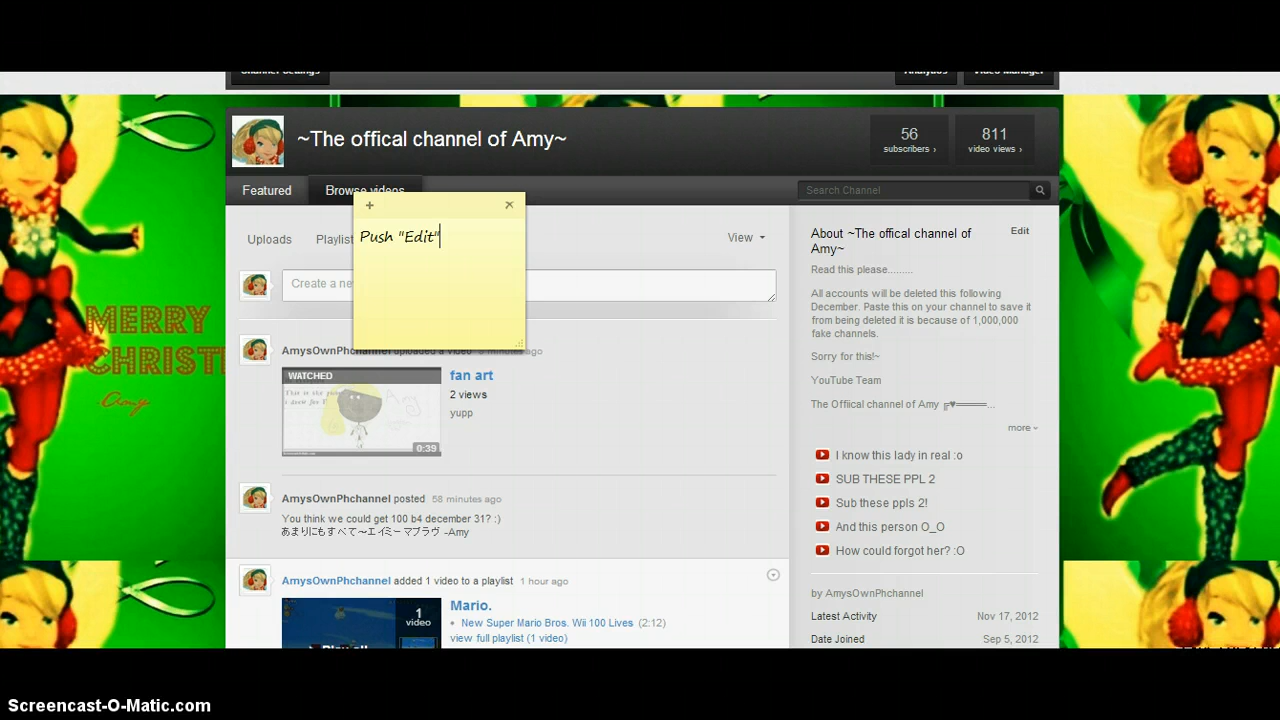 Channel Settings
Analytics
Video Manager
~The offical channel of Amy~
56
subscribers ›
811
video views ›
Featured
Browse videos
Search Channel
Push "Edit"
Uploads
View
Create a
AmysOwnPhchannel uploaded a video
ago
WATCHED
0:39
fan art
2 views
yupp
AmysOwnPhchannel posted 58 minutes ago
You think we could get 100 b4 december 31? :)
あまりにもすべて〜エイミーマブラヴ -Amy
AmysOwnPhchannel added 1 video to a playlist 1 hour ago
1
video
Mario.
• New Super Mario Bros. Wii 100 Lives (2:12)
view full playlist (1 video)
About ~The offical channel of
Amy~
Edit
Read this please.........
All accounts will be deleted this following
December. Paste this on your channel to save it
from being deleted it is because of 1,000,000
fake channels.
Sorry for this!~
YouTube Team
The Offiical channel of Amy ╔♥═════...
more
I know this lady in real :o
SUB THESE PPL 2
Sub these ppls 2!
And this person O_O
How could forgot her? :O
by AmysOwnPhchannel
Latest Activity Nov 17, 2012
Date Joined Sep 5, 2012
MERRY
CHRIST
-Amy
Screencast-O-Matic.com